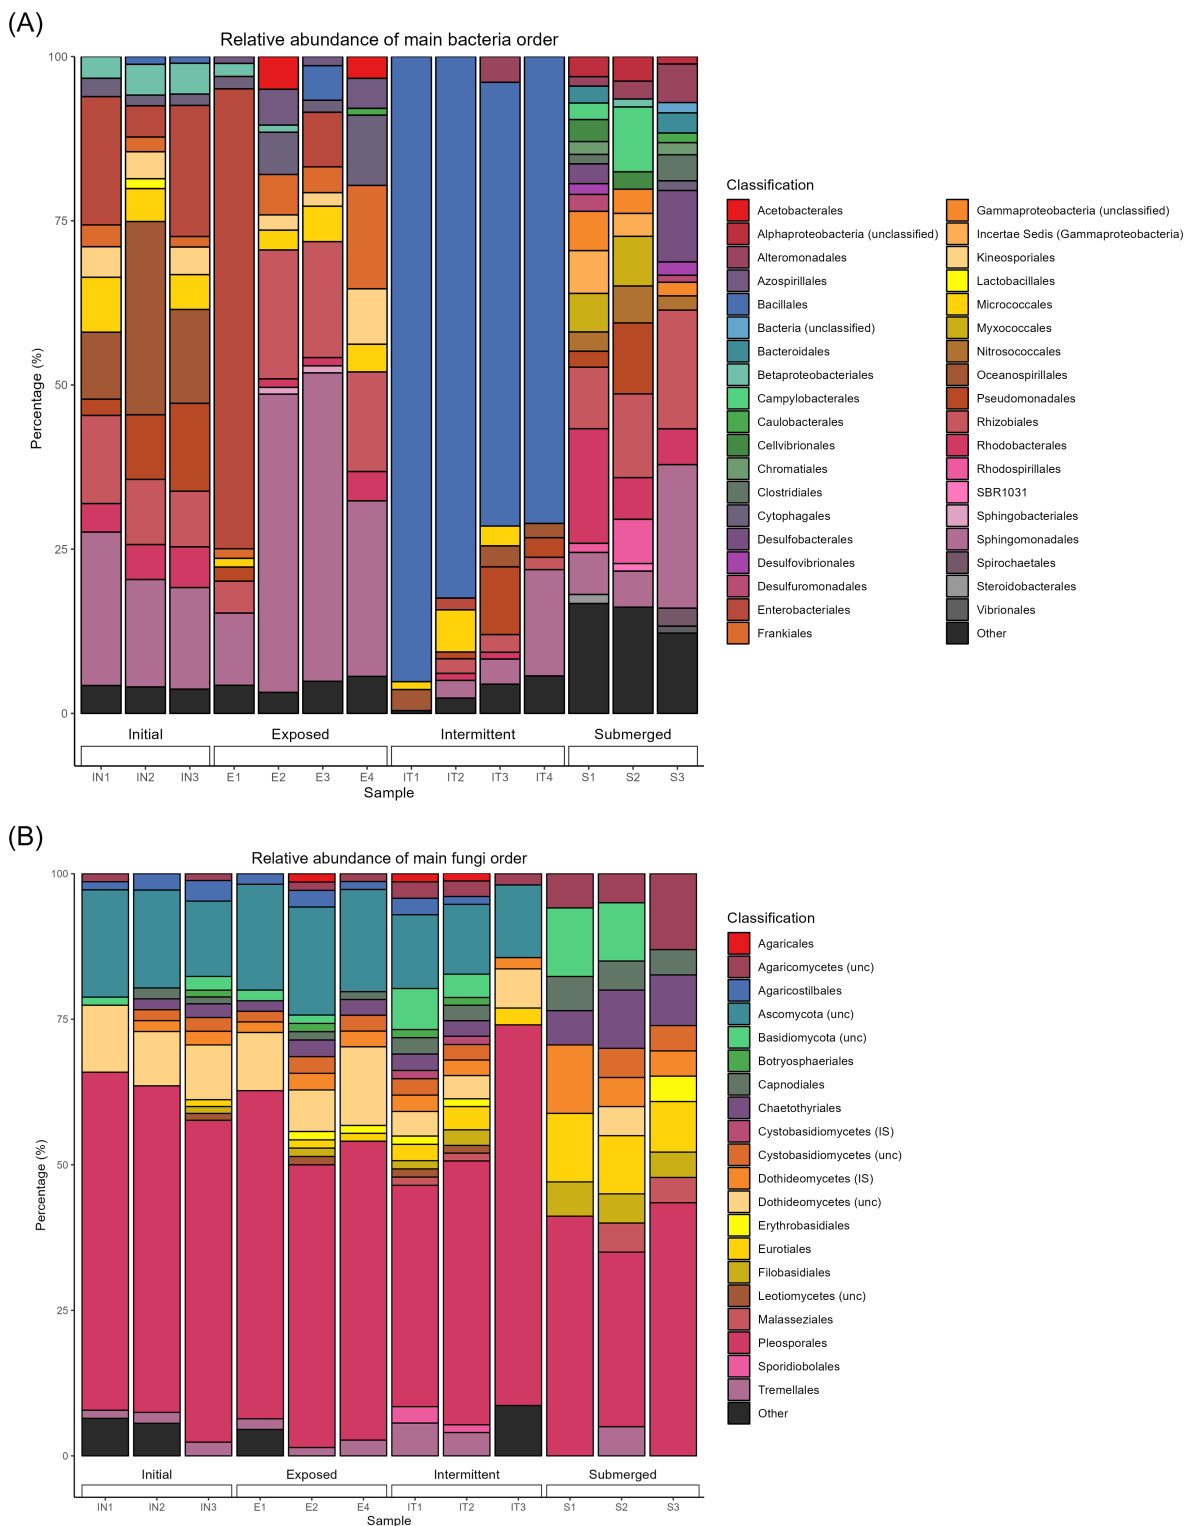 (A)
Relative abundance of main bacteria order
Percentage (%)
100
75
50
25
0
Initial
Exposed
Intermittent
Submerged
IN1
IN2
IN3
E1
E2
E3
E4
IT1
IT2
IT3
IT4
S1
S2
S3
Sample
Classification
Acetobacterales
Alphaproteobacteria (unclassified)
Alteromonadales
Azospirillales
Bacillales
Bacteria (unclassified)
Bacteroidales
Betaproteobacteriales
Campylobacterales
Caulobacterales
Cellvibrionales
Chromatiales
Clostridiales
Cytophagales
Desulfobacterales
Desulfovibrionales
Desulfuromonadales
Enterobacteriales
Frankiales
Gammaproteobacteria (unclassified)
Incertae Sedis (Gammaproteobacteria)
Kineosporiales
Lactobacillales
Micrococcales
Myxococcales
Nitrosococcales
Oceanospirillales
Pseudomonadales
Rhizobiales
Rhodobacterales
Rhodospirillales
SBR1031
Sphingobacteriales
Sphingomonadales
Spirochaetales
Steroidobacterales
Vibrionales
Other
(B)
Relative abundance of main fungi order
Percentage (%)
100
75
50
25
0
Initial
Exposed
Intermittent
Submerged
IN1
IN2
IN3
E1
E2
E4
IT1
IT2
IT3
S1
S2
S3
Sample
Classification
Agaricales
Agaricomycetes (unc)
Agaricostilbales
Ascomycota (unc)
Basidiomycota (unc)
Botryosphaeriales
Capnodiales
Chaetothyriales
Cystobasidiomycetes (IS)
Cystobasidiomycetes (unc)
Dothideomycetes (IS)
Dothideomycetes (unc)
Erythrobasidiales
Eurotiales
Filobasidiales
Leotiomycetes (unc)
Malasseziales
Pleosporales
Sporidiobolales
Tremellales
Other